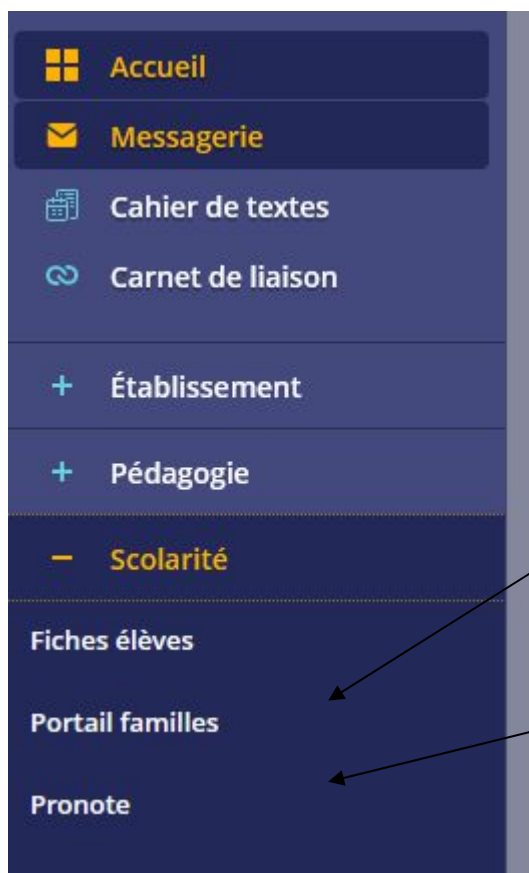 Accueil
Messagerie
Cahier de textes
Carnet de liaison
+ Établissement
+ Pédagogie
− Scolarité
Fiches élèves
Portail familles
Pronote